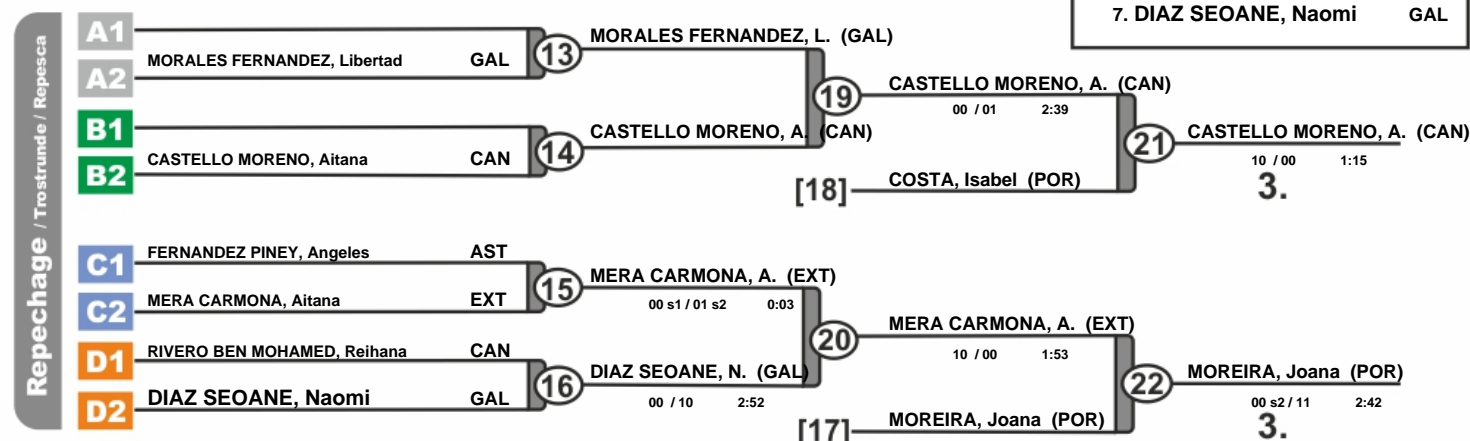 7. DIAZ SEOANE, Naomi GAL
Repechage / Trostrunde / Repesca
A1
MORALES FERNANDEZ, Libertad GAL
A2
13
MORALES FERNANDEZ, L. (GAL)
B1
CASTELLO MORENO, Aitana CAN
B2
14
CASTELLO MORENO, A. (CAN)
19
CASTELLO MORENO, A. (CAN)
00 / 01 2:39
[18]
COSTA, Isabel (POR)
21
CASTELLO MORENO, A. (CAN)
10 / 00 1:15
3.
C1
FERNANDEZ PINEY, Angeles AST
C2
MERA CARMONA, Aitana EXT
15
MERA CARMONA, A. (EXT)
00 s1 / 01 s2 0:03
D1
RIVERO BEN MOHAMED, Reihana CAN
D2
DIAZ SEOANE, Naomi GAL
16
DIAZ SEOANE, N. (GAL)
00 / 10 2:52
20
MERA CARMONA, A. (EXT)
10 / 00 1:53
[17]
MOREIRA, Joana (POR)
22
MOREIRA, Joana (POR)
00 s2 / 11 2:42
3.